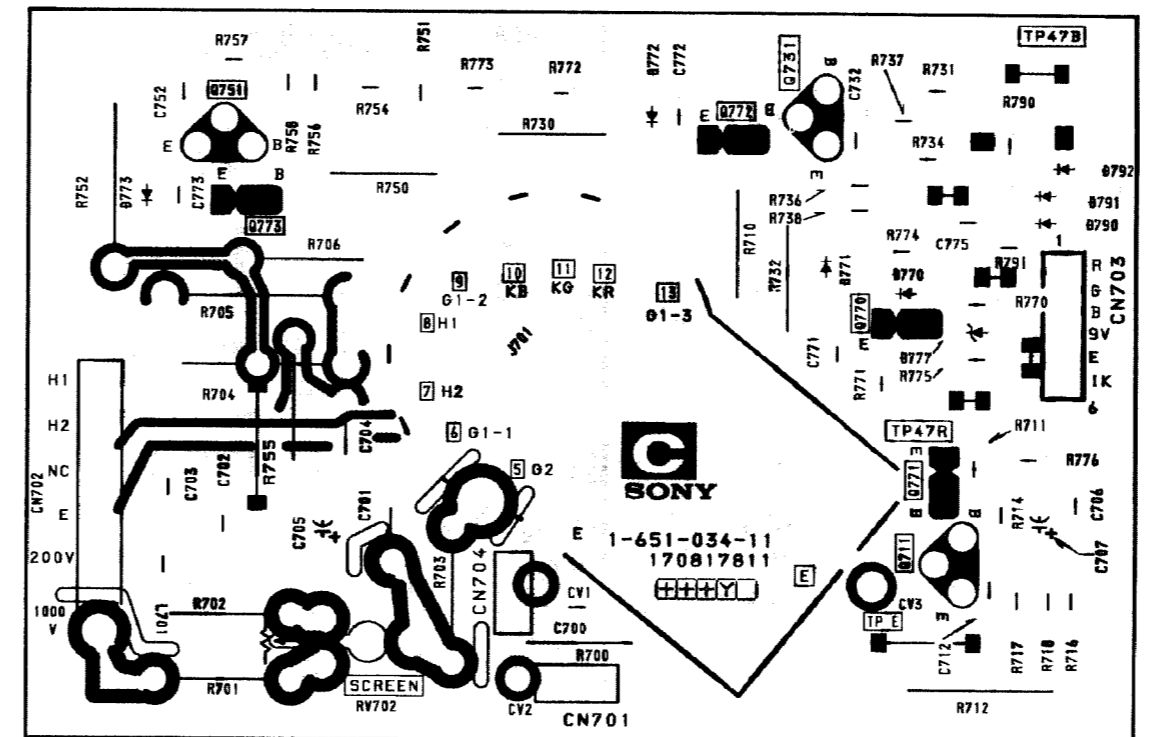 R757
R751
R773
R772
D772
C772
Q731
B
C732
R737
R731
TP47B
R790
C752
Q751
R758
R756
R754
R730
E
Q772
B
R734
E
B
E
B
E
R752
D773
C773
R750
R736
R738
D792
D791
D790
Q773
R706
R710
R732
R774
C775
R791
1
9
G1-2
10
KB
11
KG
12
KR
13
G1-3
D771
D770
R770
R
G
B
9V
E
IK
6
CN703
R705
8 H1
J701
Q770
E
C771
D777
R775
R771
H1
R704
7 H2
H2
C704
6 G1-1
C
SONY
TP47R
R711
NC
CN702
C703
C702
R755
5 G2
E
Q771
B
B
R776
E
C705
C701
E
1-651-034-11
170817811
R714
C706
C707
200V
R703
CN704
+++Y
E
Q711
CV1
CV3
E
1000
V
L701
R702
C700
TP E
C712
R717
R718
R716
R700
R701
SCREEN
RV702
CV2
CN701
R712